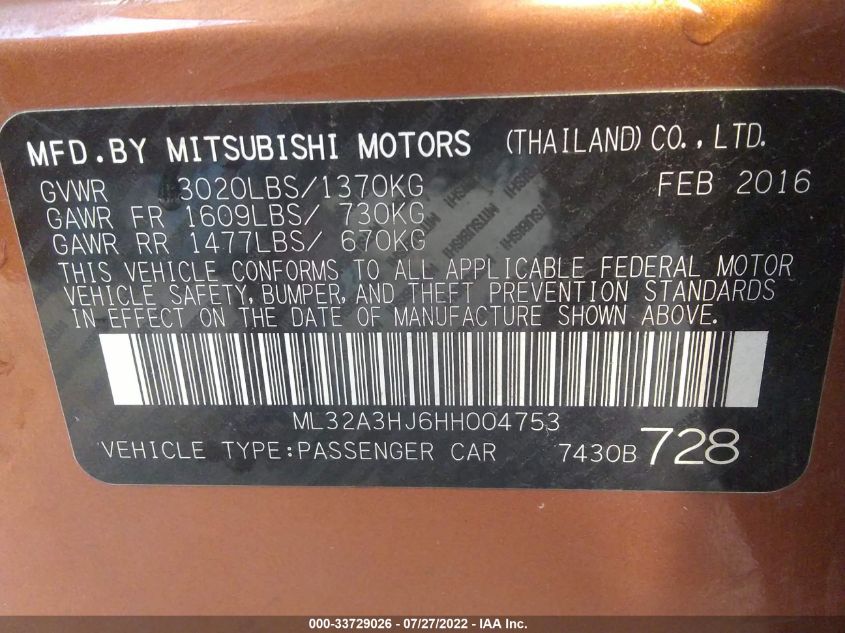 MFD.BY MITSUBISHI MOTORS (THAILAND) CO., LTD.
GVWR 3020LBS/1370KG FEB 2016
GAWR FR 1609LBS/ 730KG
GAWR RR 1477LBS/ 670KG
THIS VEHICLE CONFORMS TO ALL APPLICABLE FEDERAL MOTOR
VEHICLE SAFETY, BUMPER, AND THEFT PREVENTION STANDARDS
IN EFFECT ON THE DATE OF MANUFACTURE SHOWN ABOVE.
ML32A3HJ6HH004753
VEHICLE TYPE:PASSENGER CAR 7430B 728
000-33729026 - 07/27/2022 - IAA Inc.